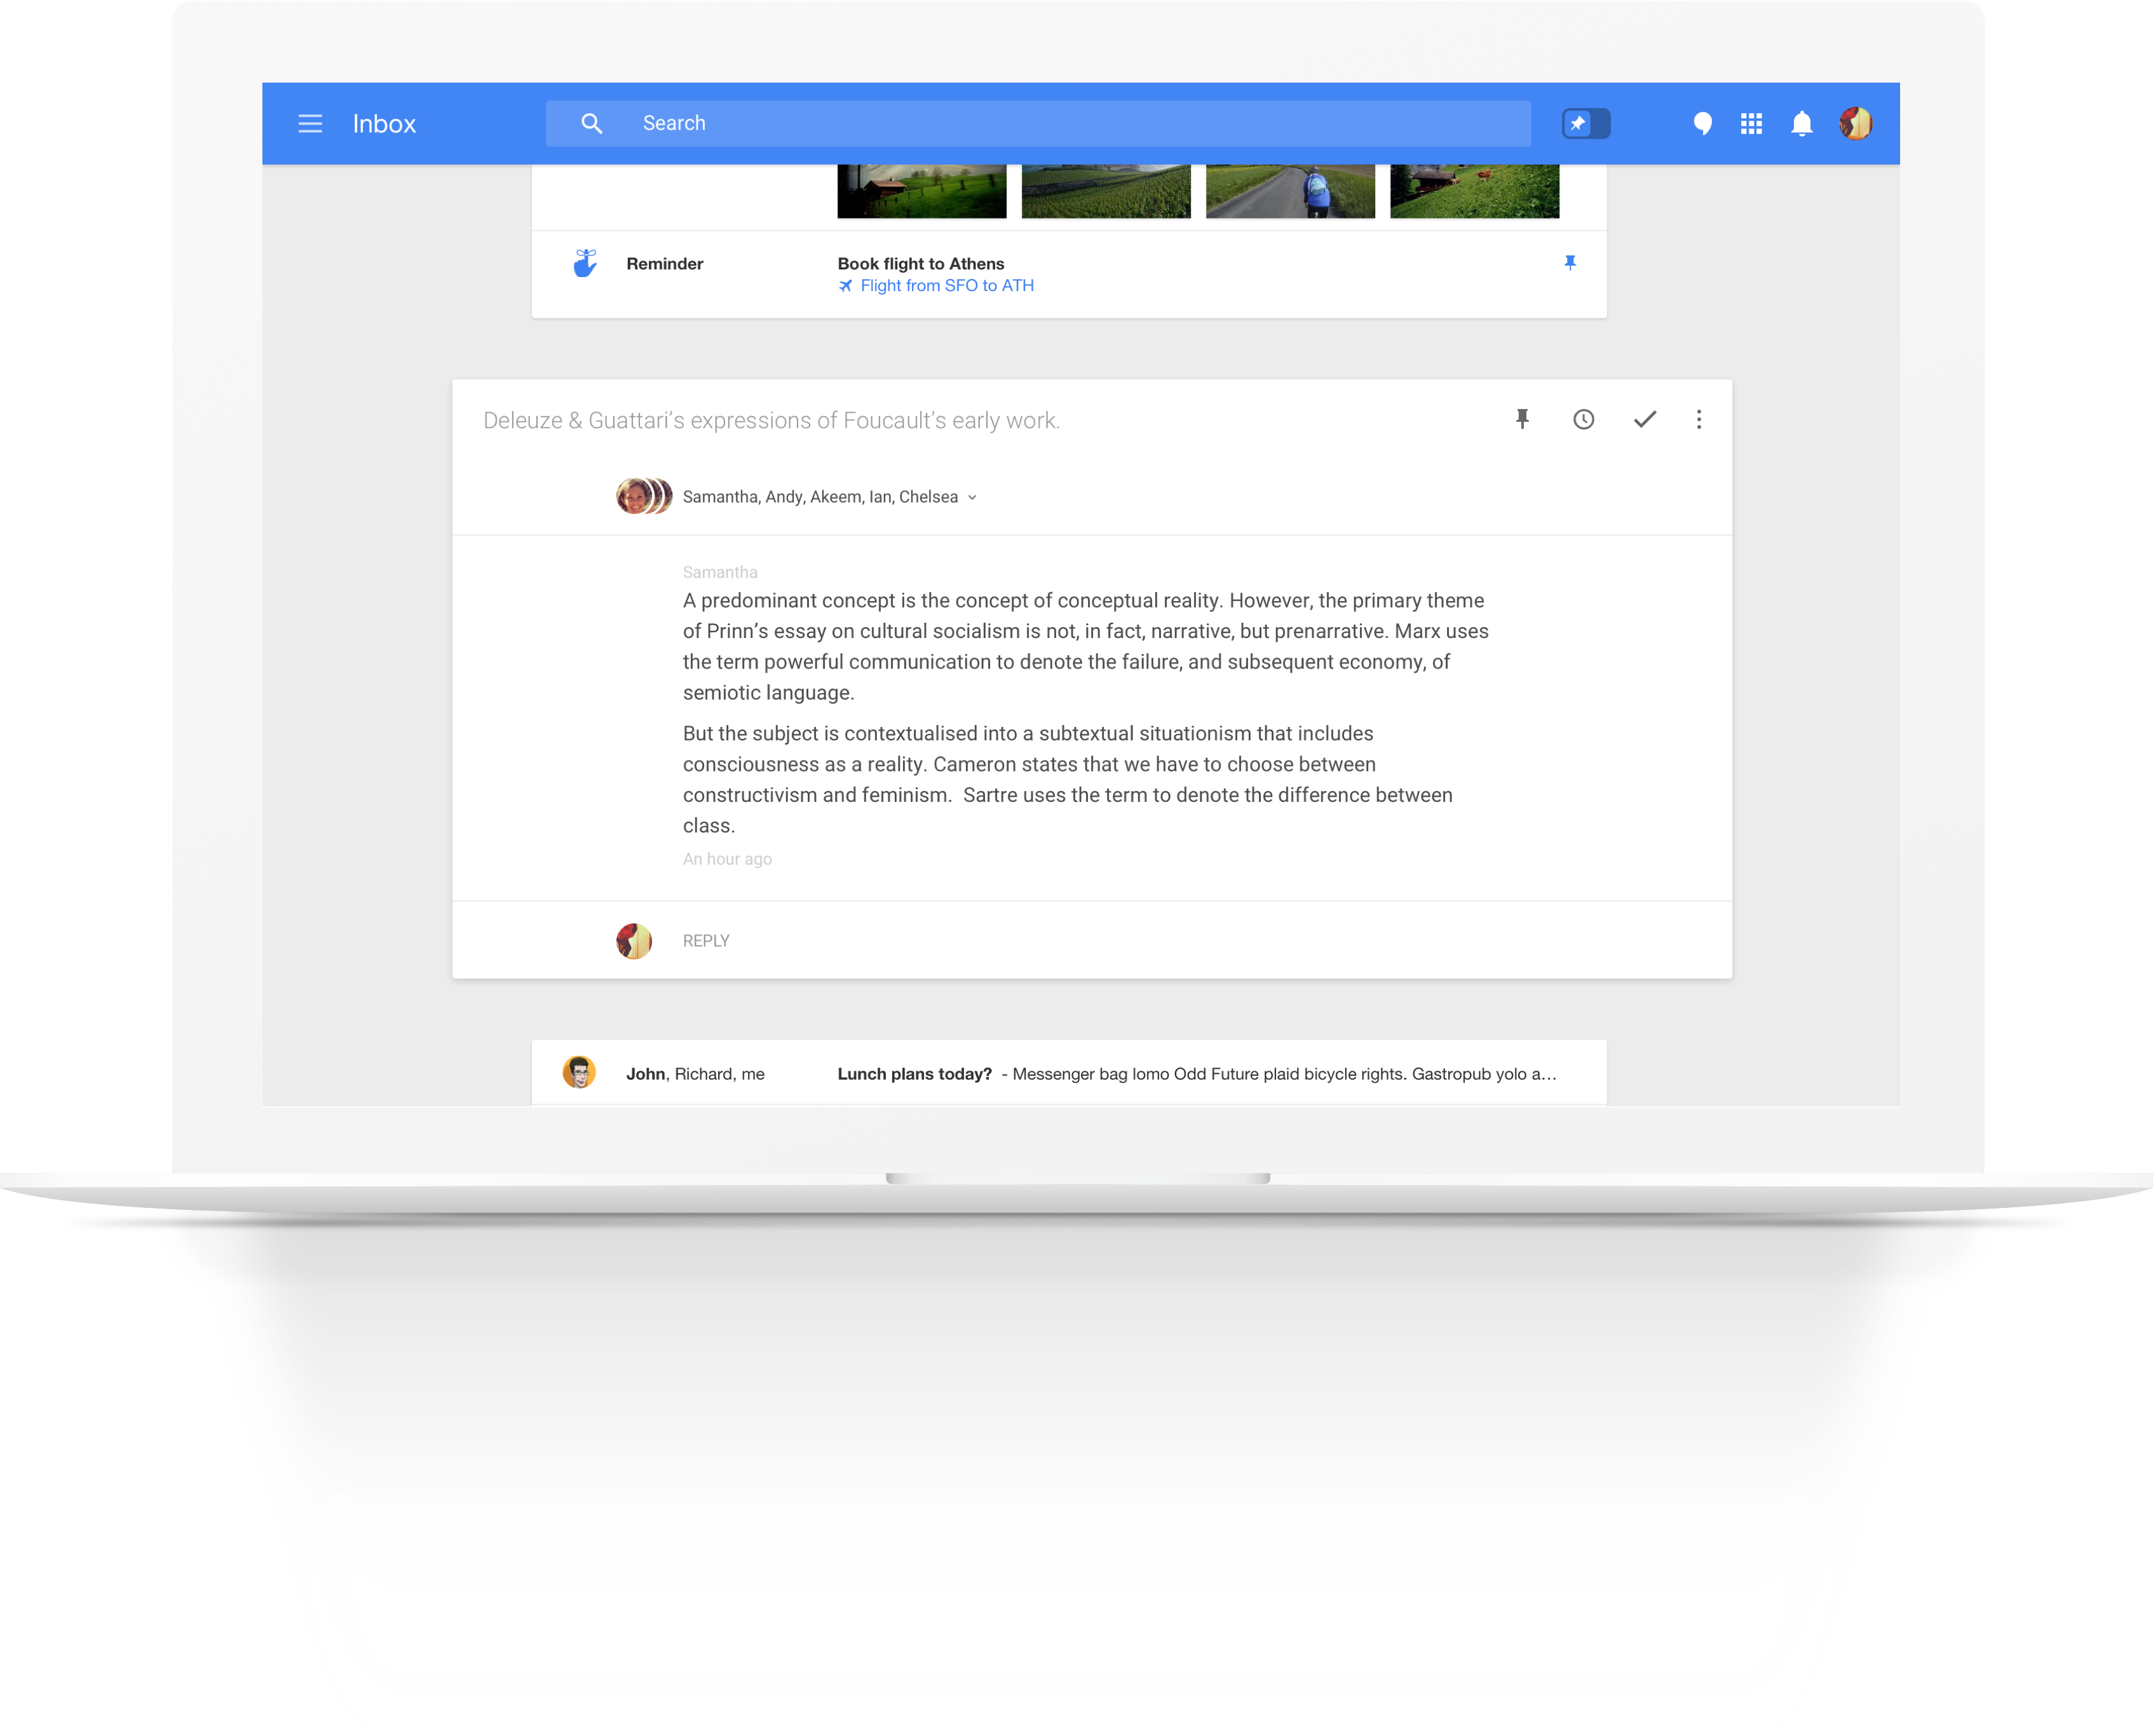 Inbox
Search
Reminder
Book flight to Athens
Flight from SFO to ATH
Deleuze & Guattari’s expressions of Foucault’s early work.
Samantha, Andy, Akeem, Ian, Chelsea
Samantha
A predominant concept is the concept of conceptual reality. However, the primary theme
of Prinn’s essay on cultural socialism is not, in fact, narrative, but prenarrative. Marx uses
the term powerful communication to denote the failure, and subsequent economy, of
semiotic language.
But the subject is contextualised into a subtextual situationism that includes
consciousness as a reality. Cameron states that we have to choose between
constructivism and feminism.  Sartre uses the term to denote the difference between
class.
An hour ago
REPLY
John, Richard, me
Lunch plans today? - Messenger bag lomo Odd Future plaid bicycle rights. Gastropub yolo a…